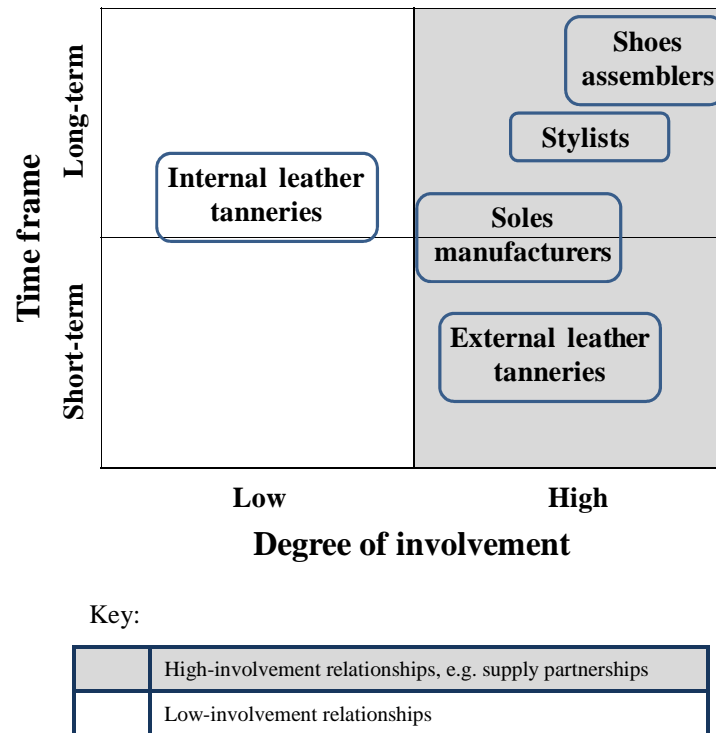 Time frame
Long-term
Short-term
Shoes
assemblers
Stylists
Internal leather
tanneries
Soles
manufacturers
External leather
tanneries
Low
High
Degree of involvement
Key:
High-involvement relationships, e.g. supply partnerships
Low-involvement relationships